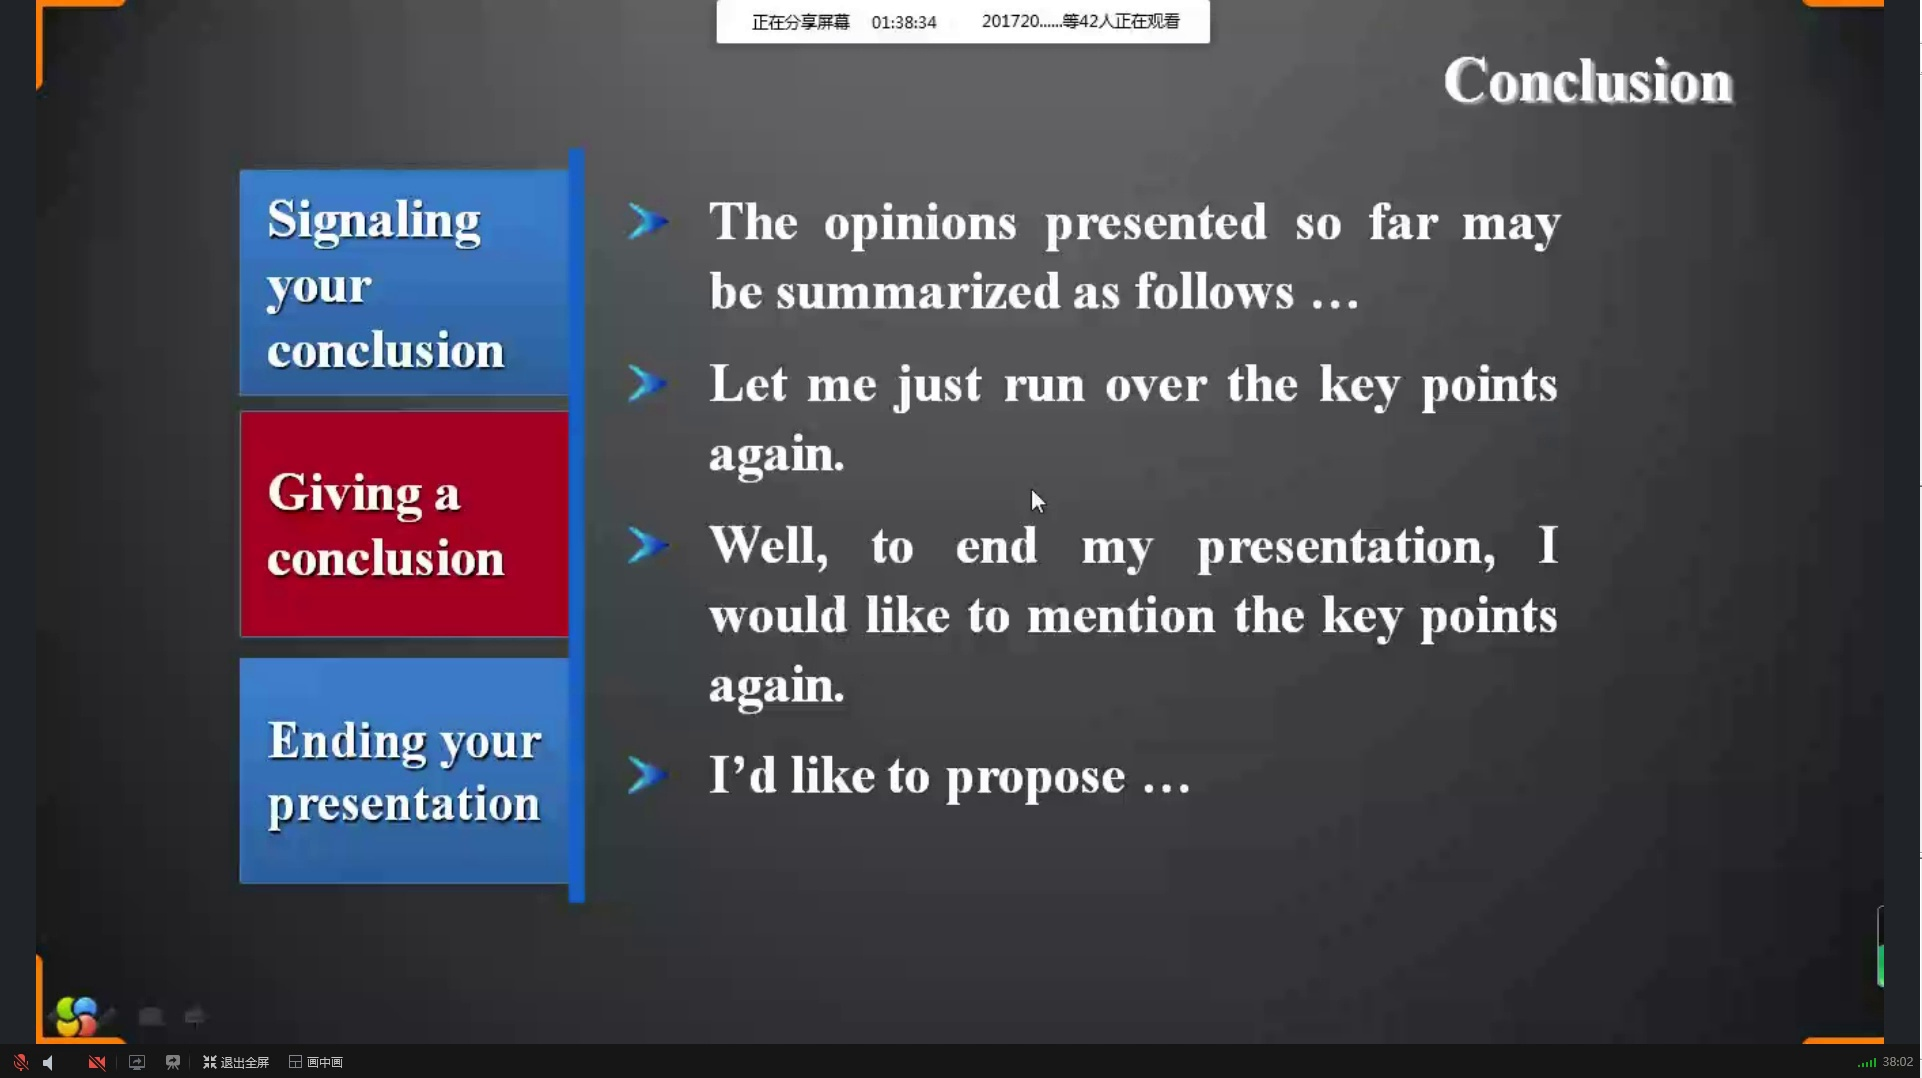 正在分享屏幕 01:38:34 201720......等42人正在观看
Conclusion
Signaling
your
conclusion
Giving a
conclusion
Ending your
presentation
The opinions presented so far may
be summarized as follows …
Let me just run over the key points
again.
Well, to end my presentation, I
would like to mention the key points
again.
I’d like to propose …
退出全屏 画中画 38:02